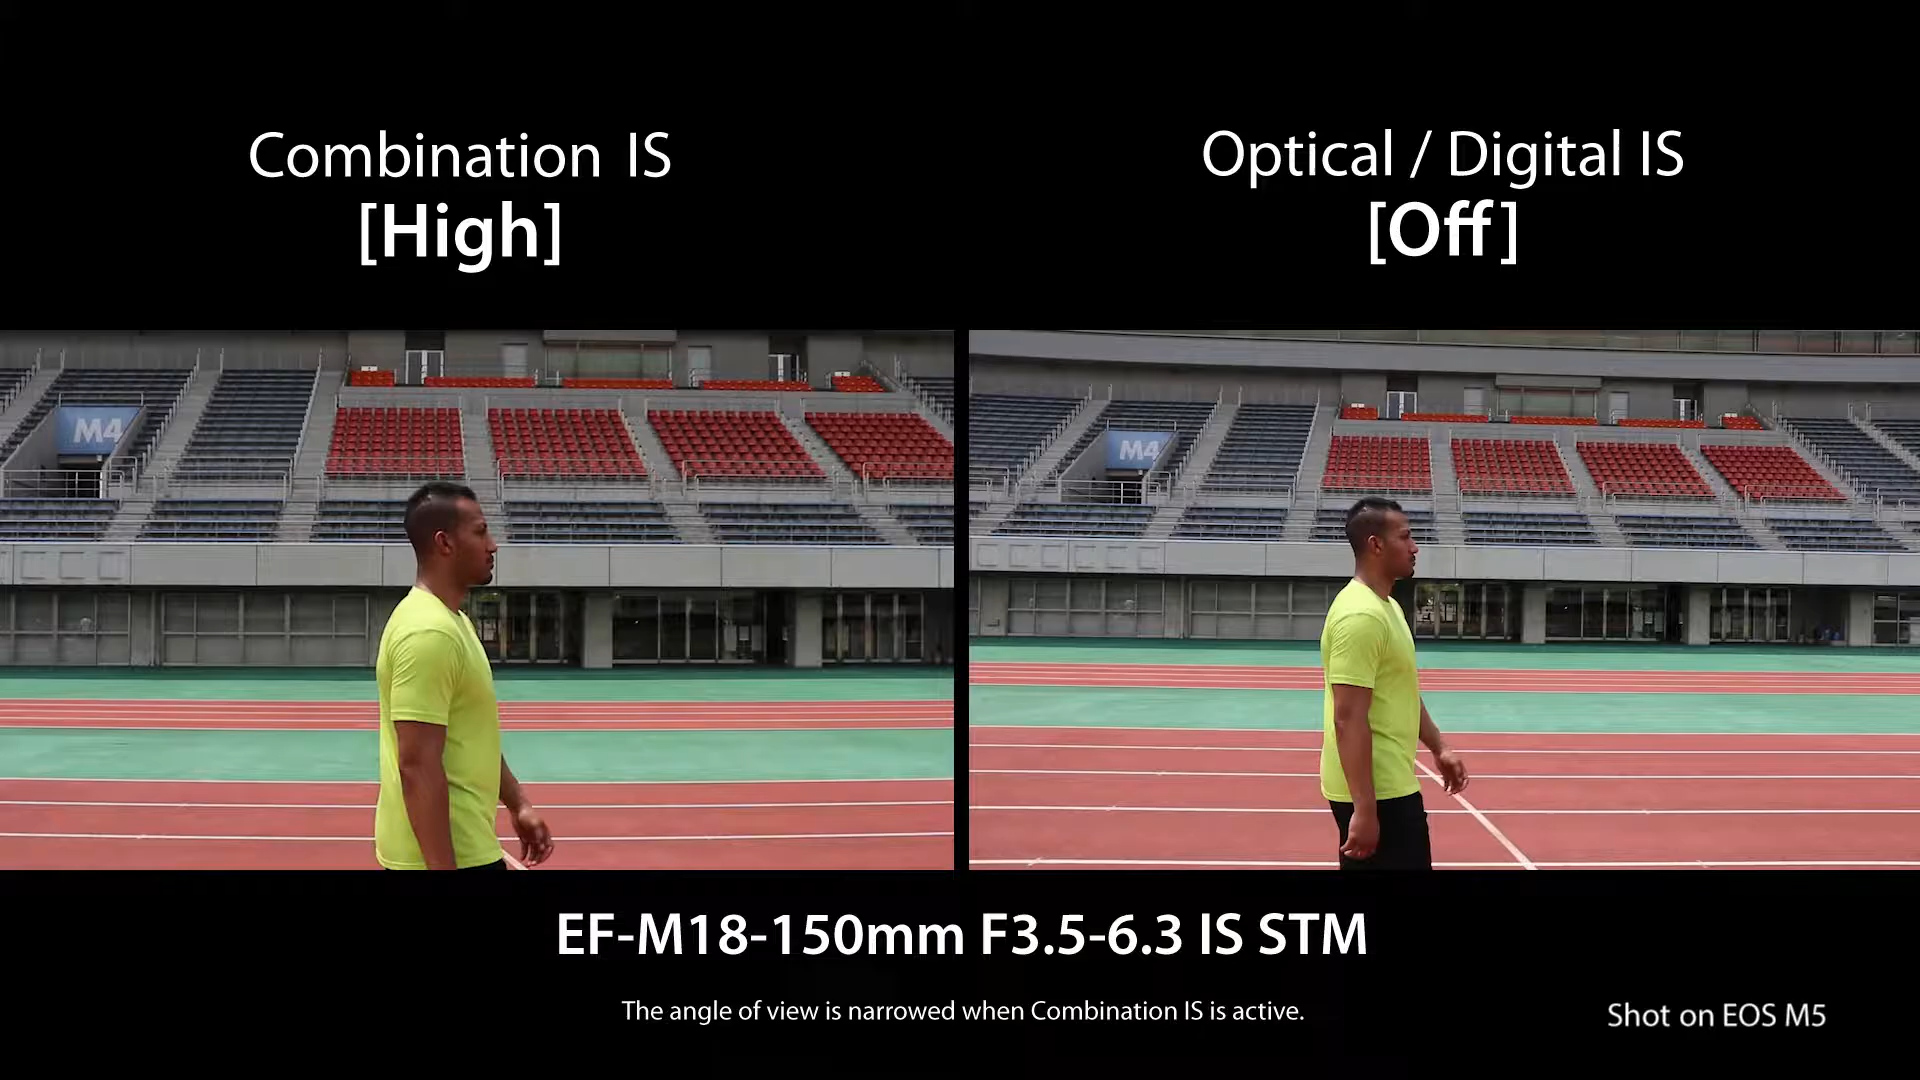 Combination IS
[High]
Optical / Digital IS
[Off]
M4
M4
EF-M18-150mm F3.5-6.3 IS STM
The angle of view is narrowed when Combination IS is active.
Shot on EOS M5